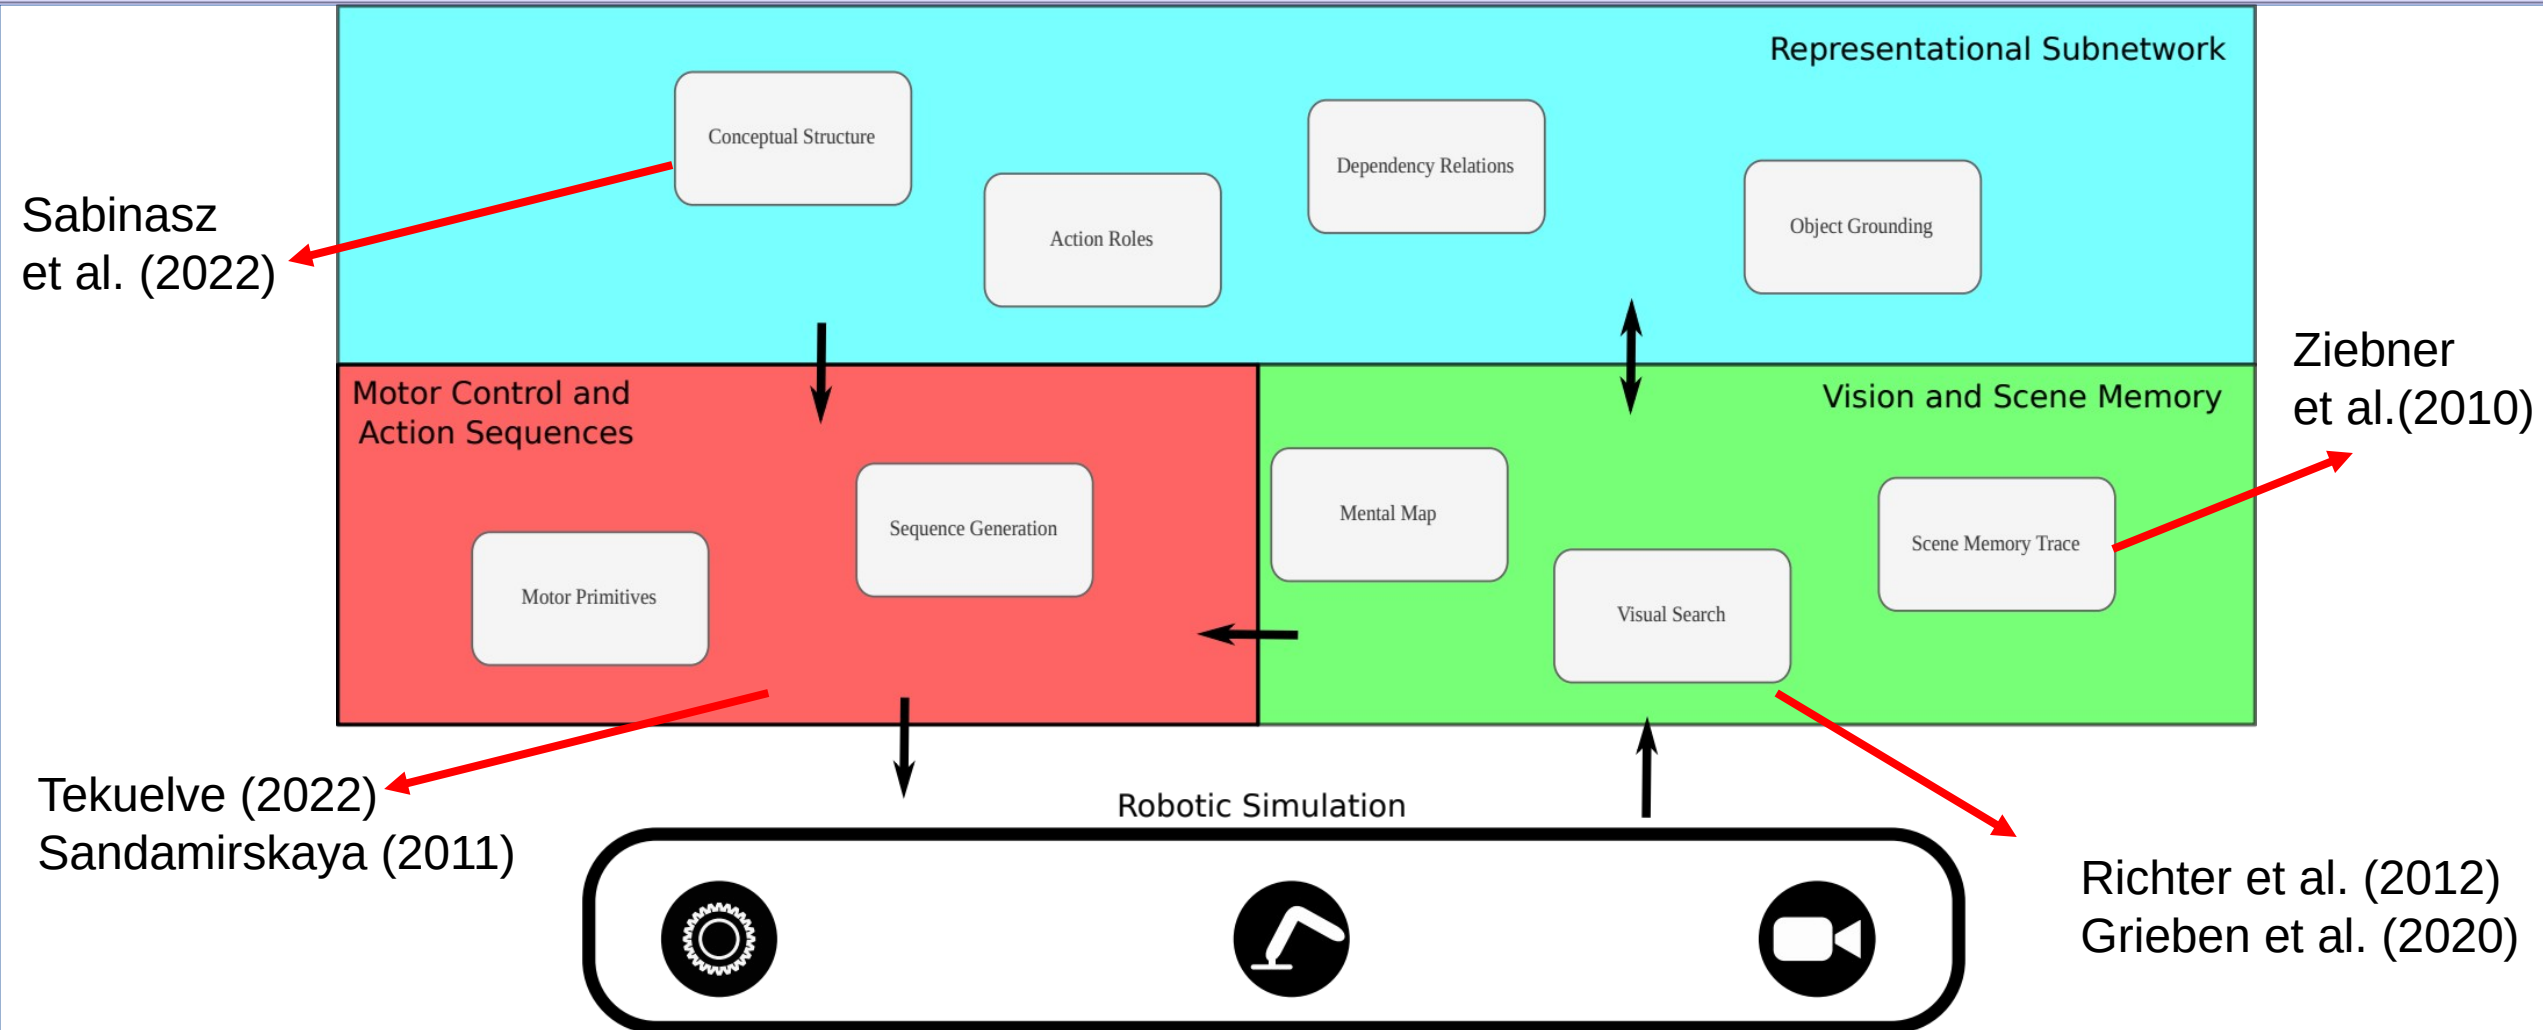 Representational Subnetwork
Conceptual Structure
Dependency Relations
Action Roles
Object Grounding
Sabinasz
et al. (2022)
Motor Control and
Action Sequences
Vision and Scene Memory
Ziebner
et al.(2010)
Sequence Generation
Motor Primitives
Mental Map
Scene Memory Trace
Visual Search
Tekuelve (2022)
Sandamirskaya (2011)
Robotic Simulation
Richter et al. (2012)
Grieben et al. (2020)